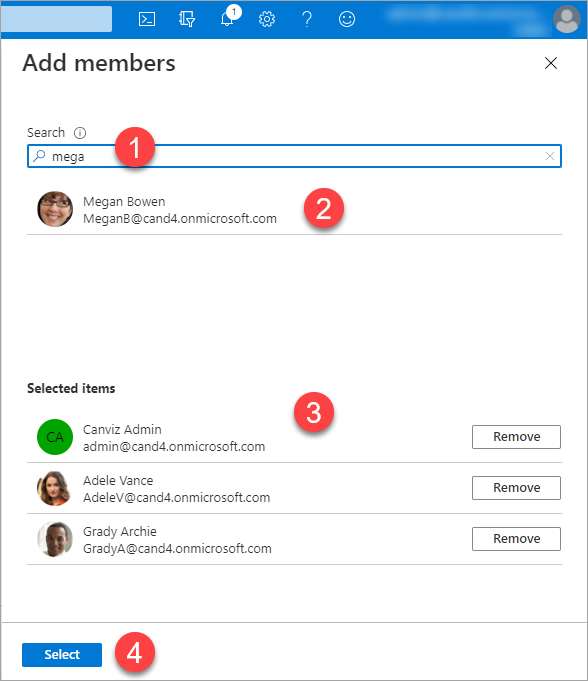 1
Add members
Search
1
mega
Megan Bowen
MeganB@cand4.onmicrosoft.com
2
Selected items
3
CA
Canviz Admin
admin@cand4.onmicrosoft.com
Remove
Adele Vance
AdeleV@cand4.onmicrosoft.com
Remove
Grady Archie
GradyA@cand4.onmicrosoft.com
Remove
Select
4